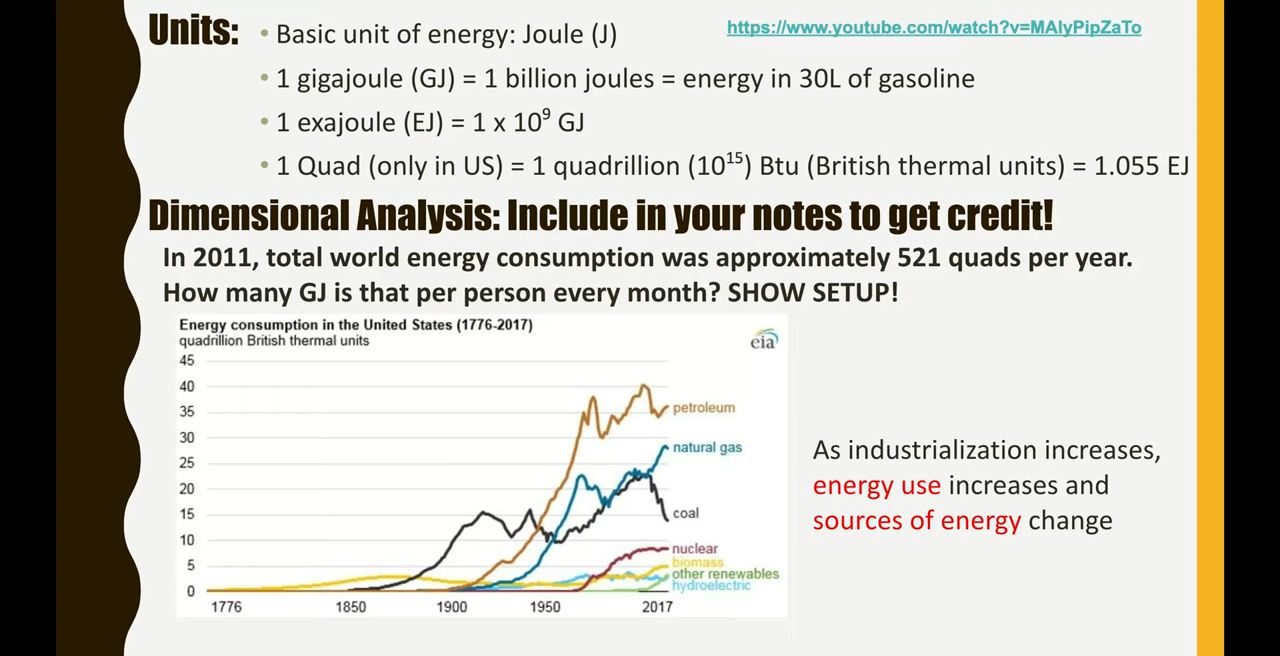 Units:
• Basic unit of energy: Joule (J)
https://www.youtube.com/watch?v=MAlyPipZaTo
• 1 gigajoule (GJ) = 1 billion joules = energy in 30L of gasoline
• 1 exajoule (EJ) = 1 x 10⁹ GJ
• 1 Quad (only in US) = 1 quadrillion (10¹⁵) Btu (British thermal units) = 1.055 EJ
Dimensional Analysis: Include in your notes to get credit!
In 2011, total world energy consumption was approximately 521 quads per year.
How many GJ is that per person every month? SHOW SETUP!
Energy consumption in the United States (1776-2017)
quadrillion British thermal units
eia
45
40
35
30
25
20
15
10
5
0
1776 1850 1900 1950 2017
petroleum
natural gas
coal
nuclear
biomass
other renewables
hydroelectric
As industrialization increases,
energy use increases and
sources of energy change